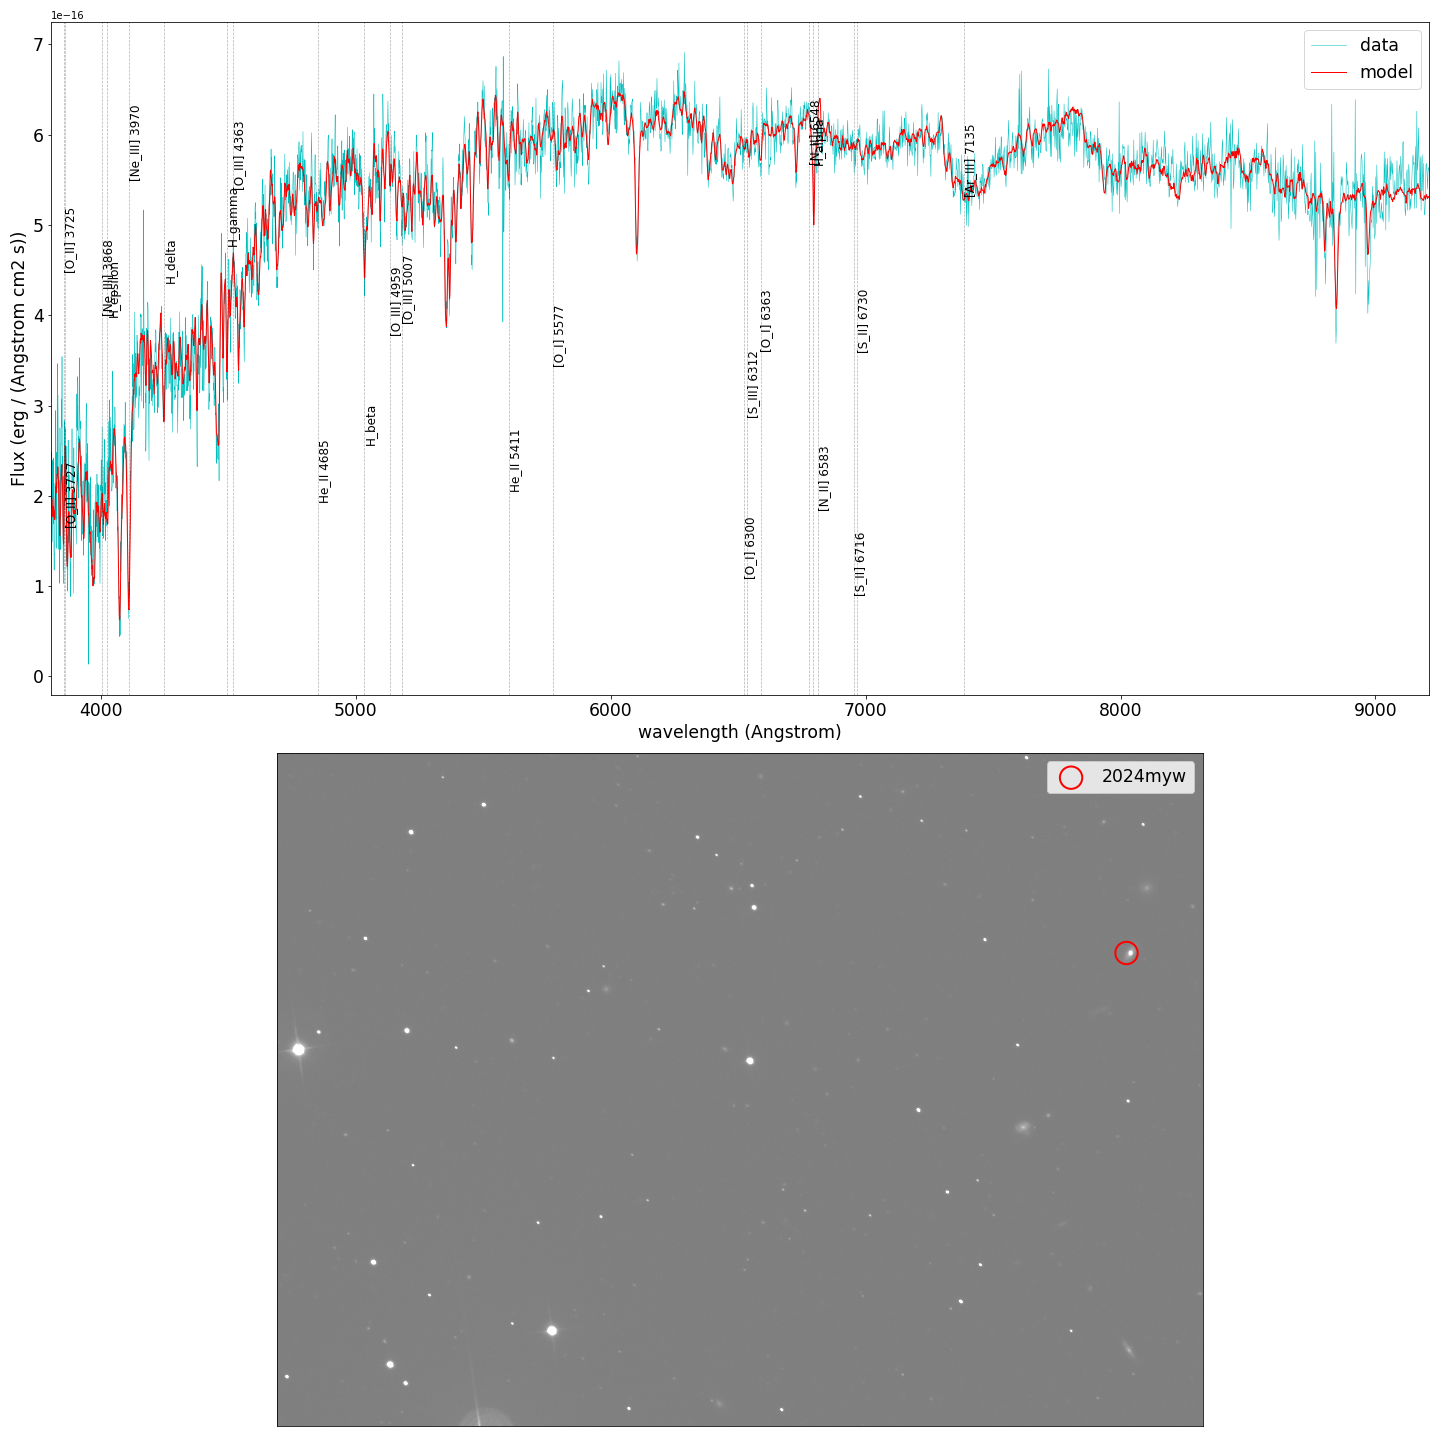 1e−16
data
model
[Ne_III] 3970
[O_III] 4363
[N_II] 6548
H_alpha
[Ar_III] 7135
[O_II] 3725
H_gamma
[Ne_III] 3868
H_epsilon
H_delta
[O_III] 4959
[O_III] 5007
[O_I] 5577
[O_I] 6363
[S_II] 6730
[S_III] 6312
H_beta
[O_II] 3727
He_II 4685
He_II 5411
[N_II] 6583
[O_I] 6300
[S_II] 6716
7
6
5
4
3
2
1
0
Flux (erg / (Angstrom cm2 s))
4000 5000 6000 7000 8000 9000
wavelength (Angstrom)
2024myw